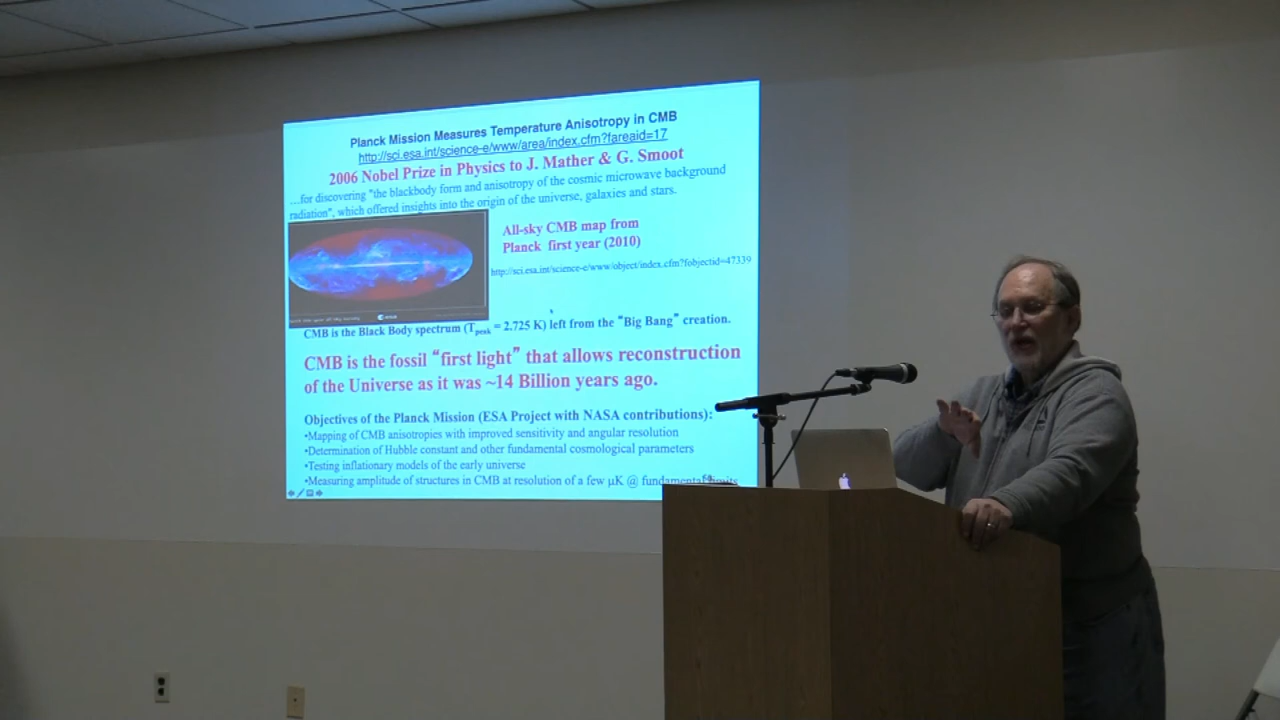 Planck Mission Measures Temperature Anisotropy in CMB
http://sci.esa.int/science-e/www/area/index.cfm?fareaid=17
2006 Nobel Prize in Physics to J. Mather & G. Smoot
…for discovering "the blackbody form and anisotropy of the cosmic microwave background
radiation", which offered insights into the origin of the universe, galaxies and stars.
All-sky CMB map from
Planck first year (2010)
http://sci.esa.int/science-e/www/object/index.cfm?fobjectid=47339
CMB is the Black Body spectrum (Tpeak = 2.725 K) left from the “Big Bang” creation.
CMB is the fossil “first light” that allows reconstruction
of the Universe as it was ~14 Billion years ago.
Objectives of the Planck Mission (ESA Project with NASA contributions):
•Mapping of CMB anisotropies with improved sensitivity and angular resolution
•Determination of Hubble constant and other fundamental cosmological parameters
•Testing inflationary models of the early universe
•Measuring amplitude of structures in CMB at resolution of a few μK @ fundamental limits